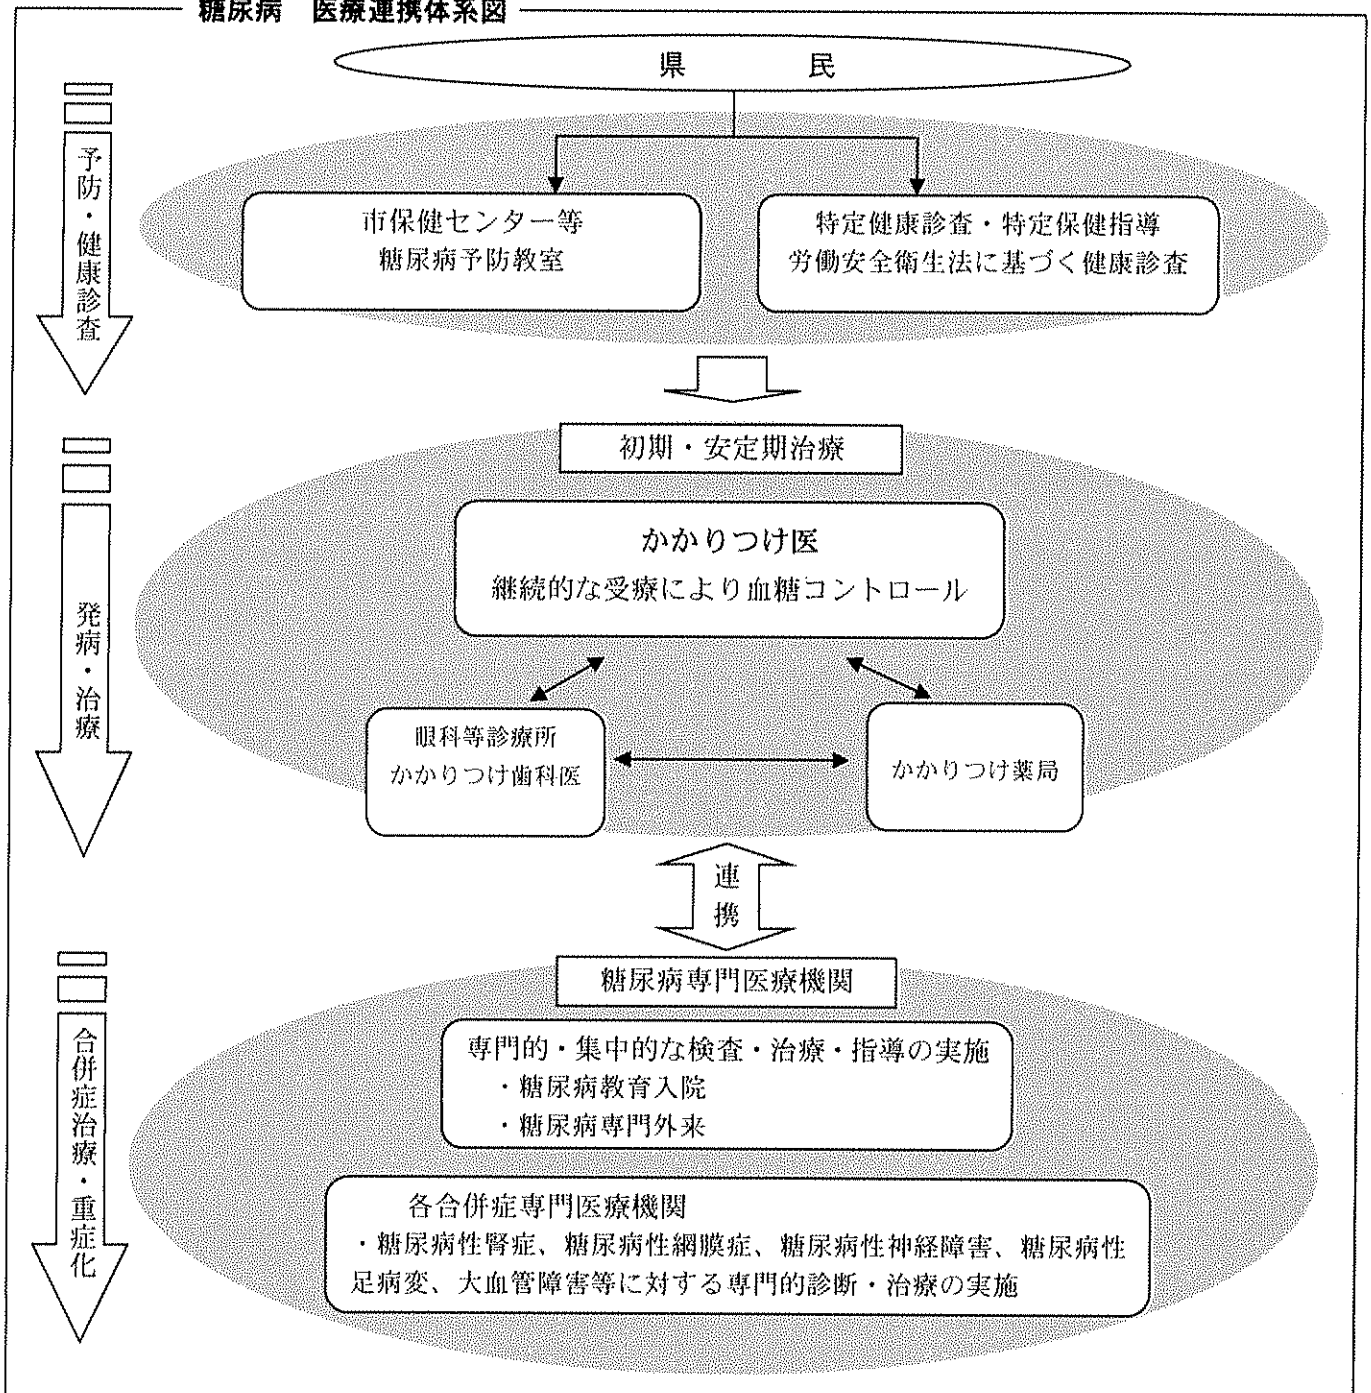 糖尿病 医療連携体系図
県 民
予防・健康診査
市保健センター等
糖尿病予防教室
特定健康診査・特定保健指導
労働安全衛生法に基づく健康診査
発病・治療
初期・安定期治療
かかりつけ医
継続的な受療により血糖コントロール
眼科等診療所
かかりつけ歯科医
かかりつけ薬局
連携
合併症治療・重症化
糖尿病専門医療機関
専門的・集中的な検査・治療・指導の実施
・糖尿病教育入院
・糖尿病専門外来
各合併症専門医療機関
・糖尿病性腎症、糖尿病性網膜症、糖尿病性神経障害、糖尿病性
足病変、大血管障害等に対する専門的診断・治療の実施